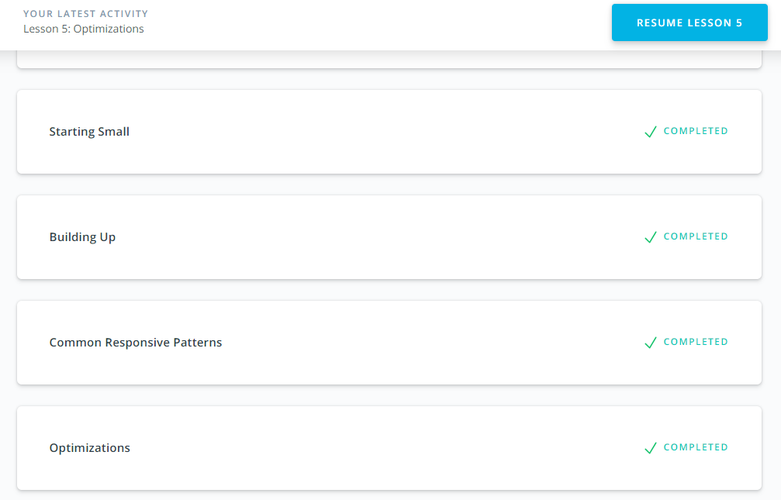 YOUR LATEST ACTIVITY
Lesson 5: Optimizations
RESUME LESSON 5
Starting Small
COMPLETED
Building Up
COMPLETED
Common Responsive Patterns
COMPLETED
Optimizations
COMPLETED